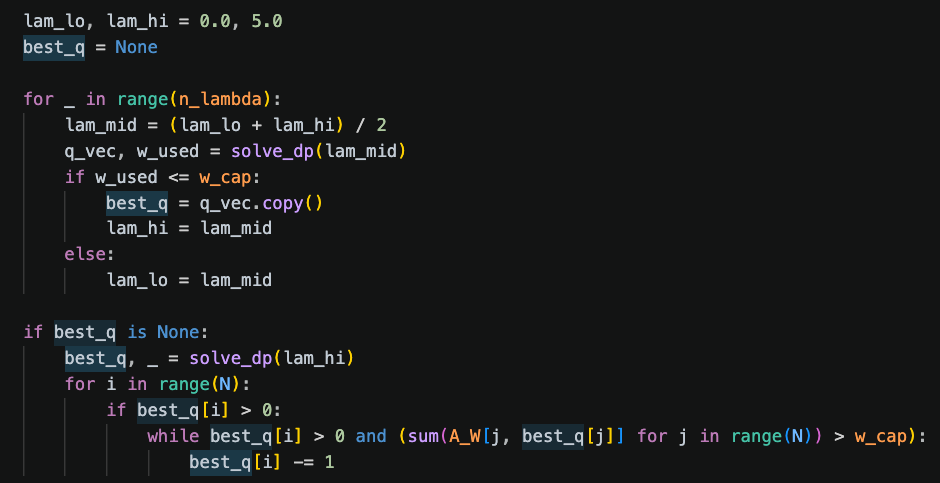 lam_lo, lam_hi = 0.0, 5.0
best_q = None
for _ in range(n_lambda):
    lam_mid = (lam_lo + lam_hi) / 2
    q_vec, w_used = solve_dp(lam_mid)
    if w_used <= w_cap:
        best_q = q_vec.copy()
        lam_hi = lam_mid
    else:
        lam_lo = lam_mid
if best_q is None:
    best_q, _ = solve_dp(lam_hi)
    for i in range(N):
        if best_q[i] > 0:
            while best_q[i] > 0 and (sum(A_W[j, best_q[j]] for j in range(N)) > w_cap):
                best_q[i] -= 1